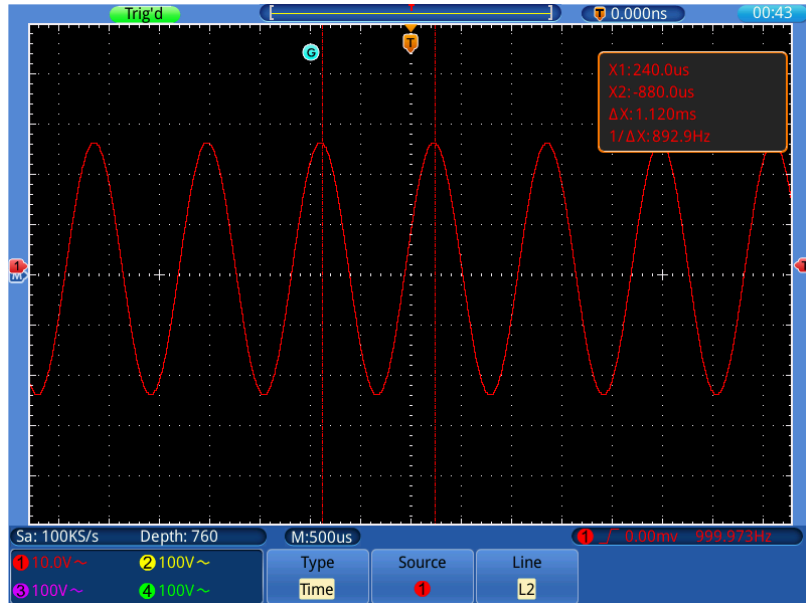 Trig'd
T 0.000ns
00:43
G
T
X1:240.0us
X2:-880.0us
ΔX:1.120ms
1/ΔX:892.9Hz
1
M
T
Sa: 100KS/s Depth: 760 M:500us 1 0.00mv 999.973Hz
1 10.0V～ 2 100V～ Type Source Line
3 100V～ 4 100V～ Time 1 L2